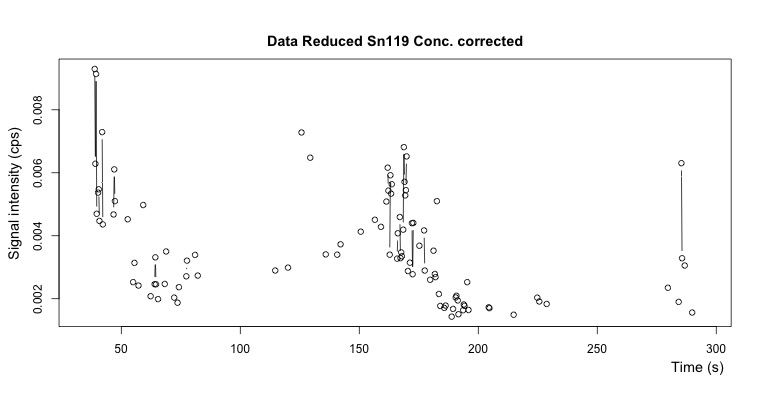 Data Reduced Sn119 Conc. corrected
Signal intensity (cps)
0.008
0.006
0.004
0.002
50 100 150 200 250 300
Time (s)